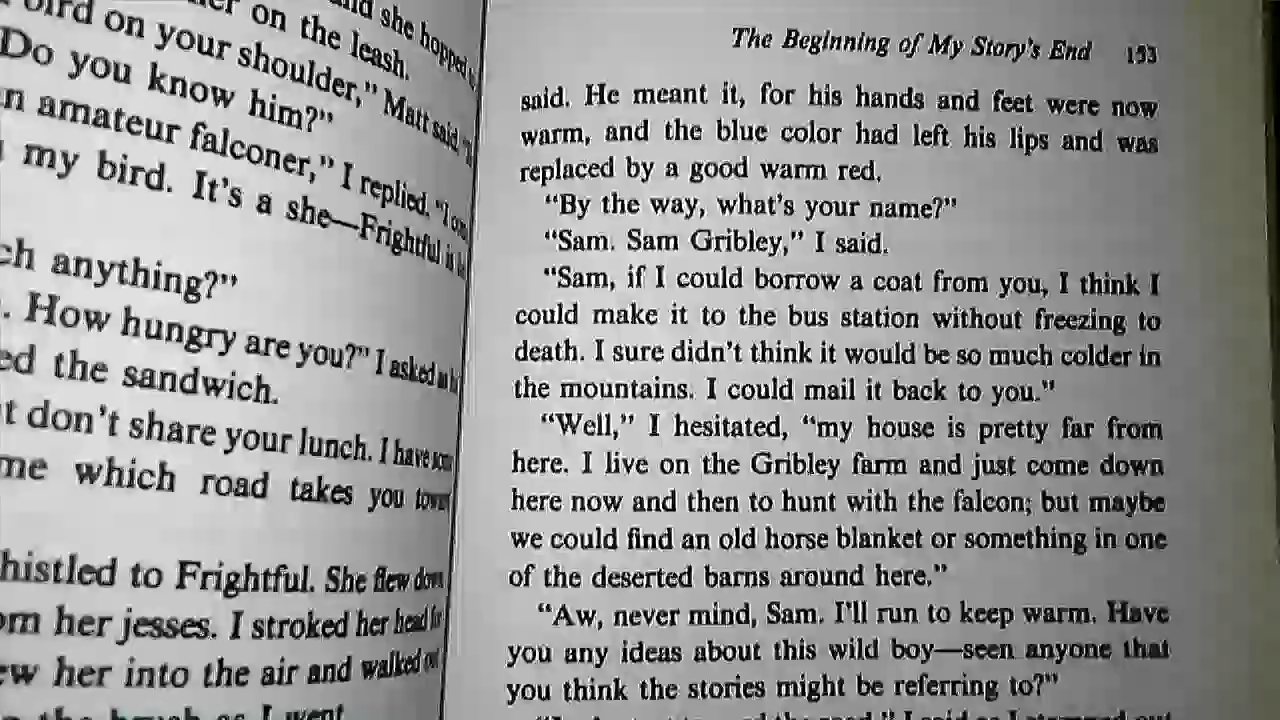 and she hopped
on the leash.
bird on your shoulder," Matt said.
Do you know him?"
amateur falconer," I replied.
my bird. It's a she—Frightful is
anything?"
. How hungry are you?" I asked
the sandwich.
don't share your lunch. I have
which road takes you
to Frightful. She flew down
her jesses. I stroked her head
her into the air and walked
as I went
The Beginning of My Story's End 153
said. He meant it, for his hands and feet were now
warm, and the blue color had left his lips and was
replaced by a good warm red.
"By the way, what's your name?"
"Sam. Sam Gribley," I said.
"Sam, if I could borrow a coat from you, I think I
could make it to the bus station without freezing to
death. I sure didn't think it would be so much colder in
the mountains. I could mail it back to you."
"Well," I hesitated, "my house is pretty far from
here. I live on the Gribley farm and just come down
here now and then to hunt with the falcon; but maybe
we could find an old horse blanket or something in one
of the deserted barns around here."
"Aw, never mind, Sam. I'll run to keep warm. Have
you any ideas about this wild boy—seen anyone that
you think the stories might be referring to?"